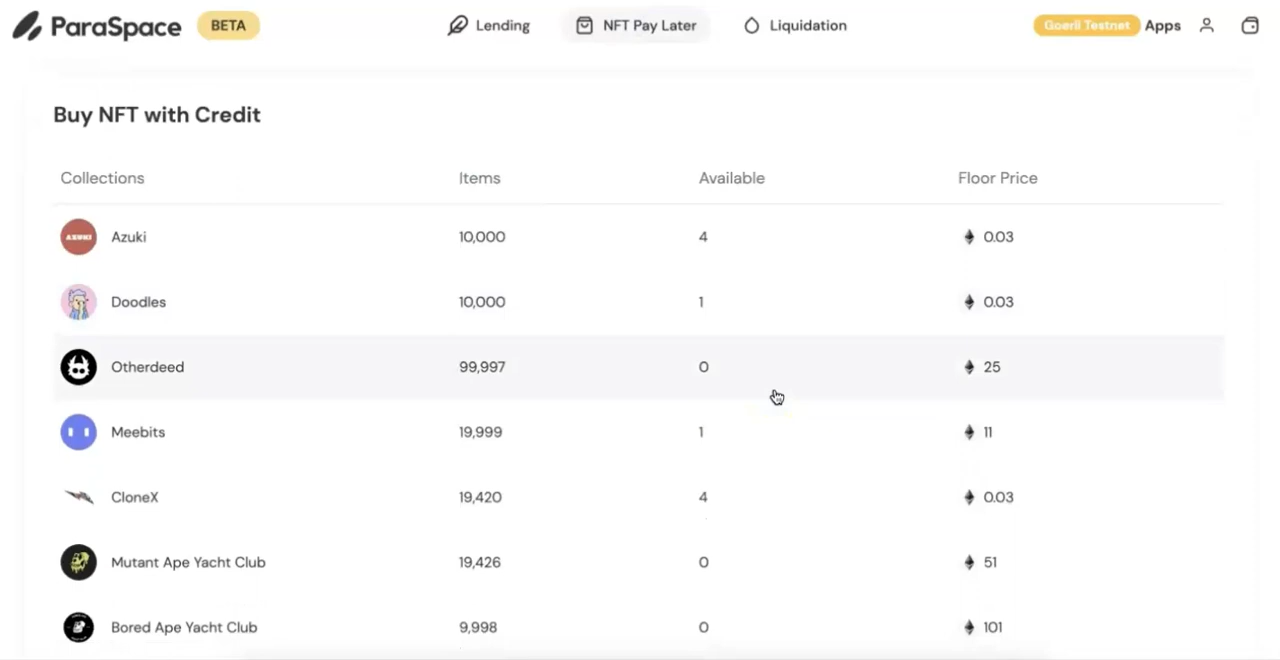 ParaSpace BETA Lending NFT Pay Later Liquidation Goerli Testnet Apps
Buy NFT with Credit
Collections Items Available Floor Price
AZUKI Azuki 10,000 4 0.03
Doodles 10,000 1 0.03
Otherdeed 99,997 0 25
Meebits 19,999 1 11
CloneX 19,420 4 0.03
Mutant Ape Yacht Club 19,426 0 51
Bored Ape Yacht Club 9,998 0 101